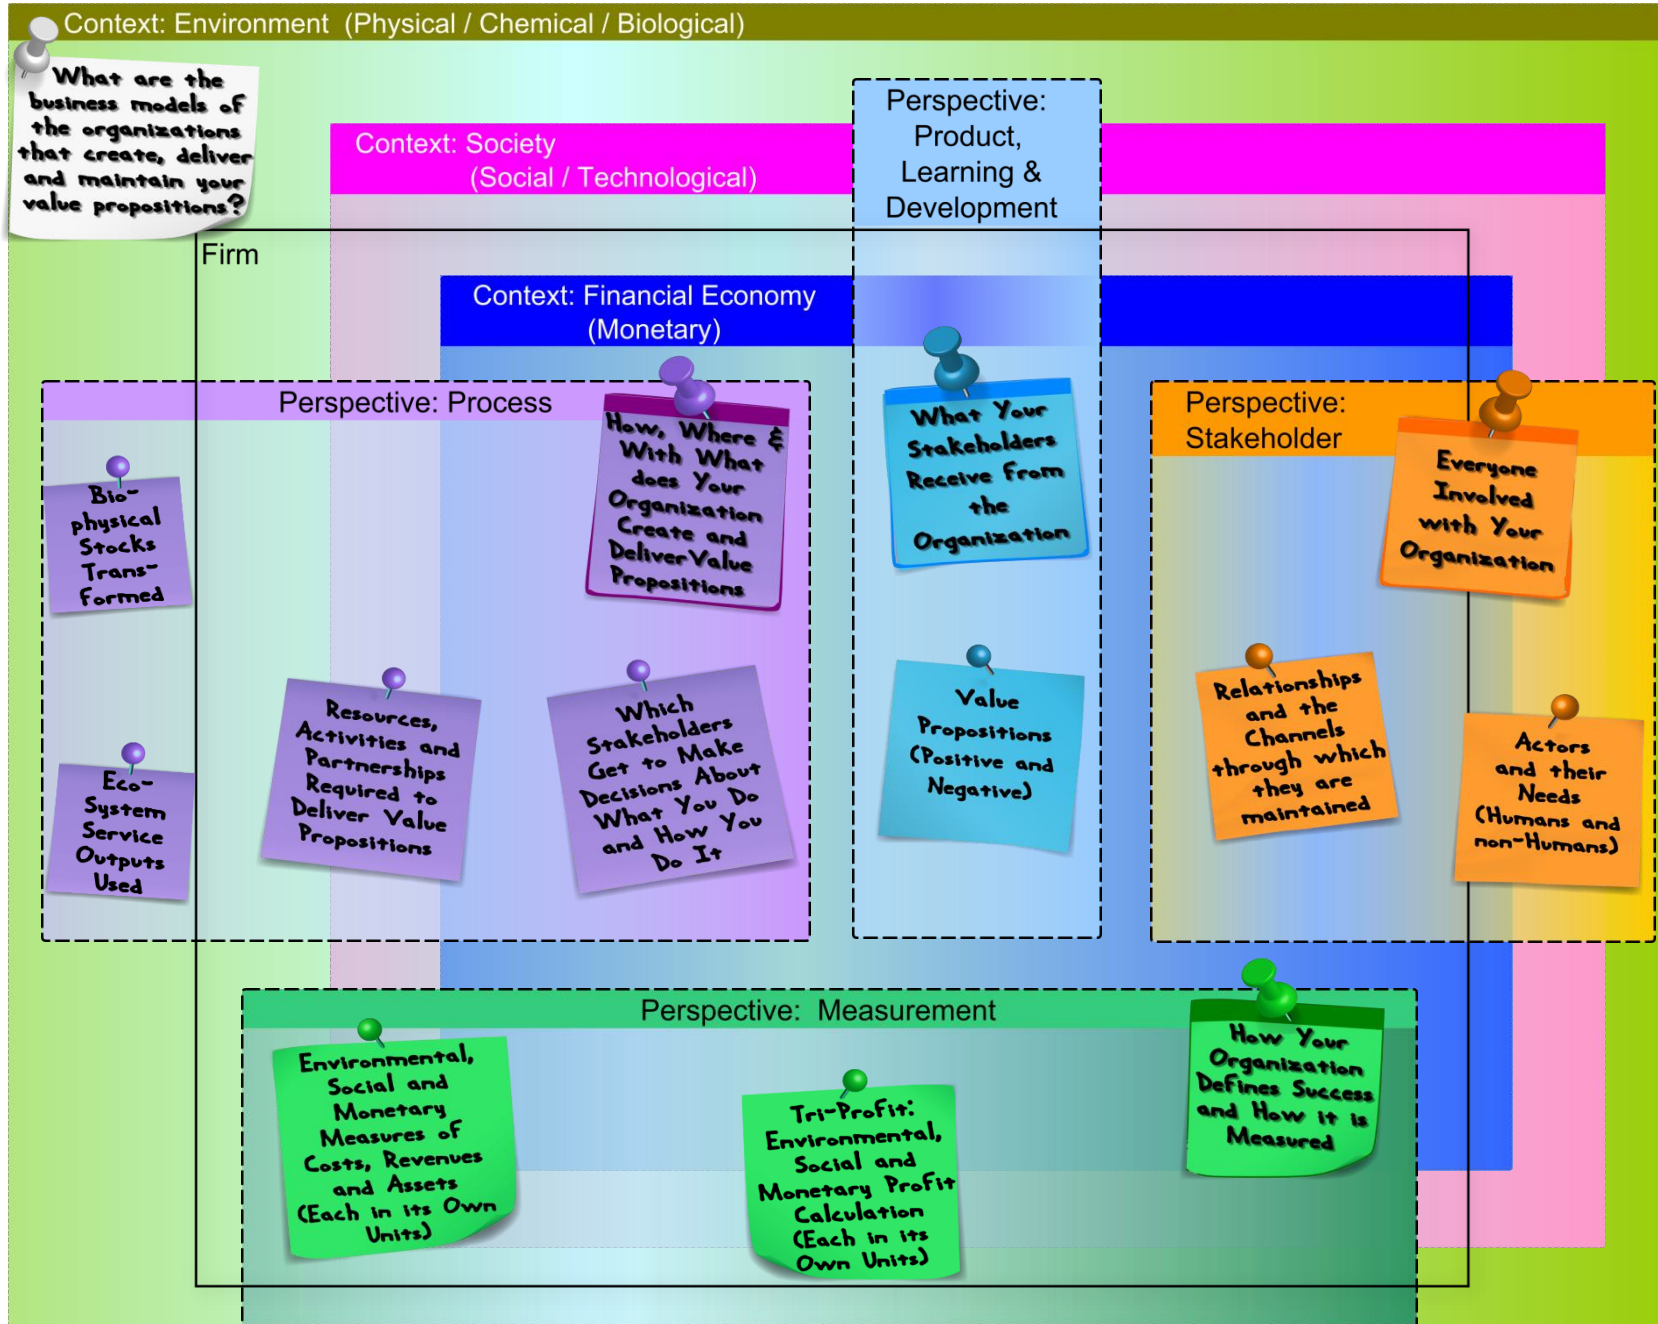 Context: Environment  (Physical / Chemical / Biological)
What are the
business models of
the organizations
that create, deliver
and maintain your
value propositions?
Context: Society
(Social / Technological)
Perspective:
Product,
Learning &
Development
Firm
Context: Financial Economy
(Monetary)
Perspective: Process
How, Where &
With What
does Your
Organization
Create and
Deliver Value
Propositions
Bio-
physical
Stocks
Trans-
formed
Eco-
System
Service
Outputs
Used
Resources,
Activities and
Partnerships
Required to
Deliver Value
Propositions
Which
Stakeholders
Get to Make
Decisions About
What You Do
and How You
Do It
What Your
Stakeholders
Receive From
the
Organization
Value
Propositions
(Positive and
Negative)
Perspective:
Stakeholder
Everyone
Involved
with Your
Organization
Relationships
and the
Channels
through which
they are
maintained
Actors
and their
Needs
(Humans and
non-Humans)
Perspective:  Measurement
Environmental,
Social and
Monetary
Measures of
Costs, Revenues
and Assets
(Each in its Own
Units)
Tri-Profit:
Environmental,
Social and
Monetary Profit
Calculation
(Each in its
Own Units)
How Your
Organization
Defines Success
and How it is
Measured